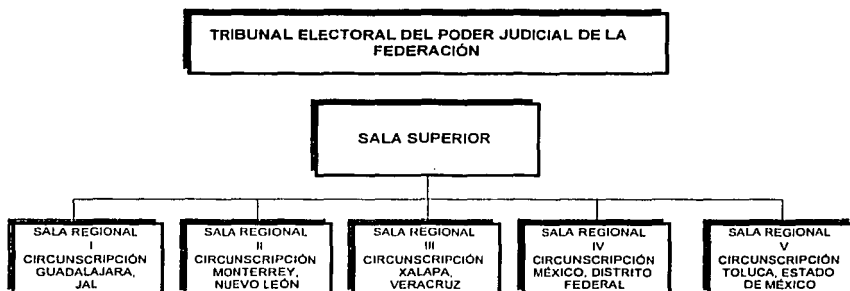 TRIBUNAL ELECTORAL DEL PODER JUDICIAL DE LA
FEDERACIÓN
SALA SUPERIOR
SALA REGIONAL
I
CIRCUNSCRIPCIÓN
GUADALAJARA,
JAL
SALA REGIONAL
II
CIRCUNSCRIPCIÓN
MONTERREY,
NUEVO LEÓN
SALA REGIONAL
III
CIRCUNSCRIPCIÓN
XALAPA,
VERACRUZ
SALA REGIONAL
IV
CIRCUNSCRIPCIÓN
MÉXICO, DISTRITO
FEDERAL
SALA REGIONAL
V
CIRCUNSCRIPCIÓN
TOLUCA, ESTADO
DE MÉXICO